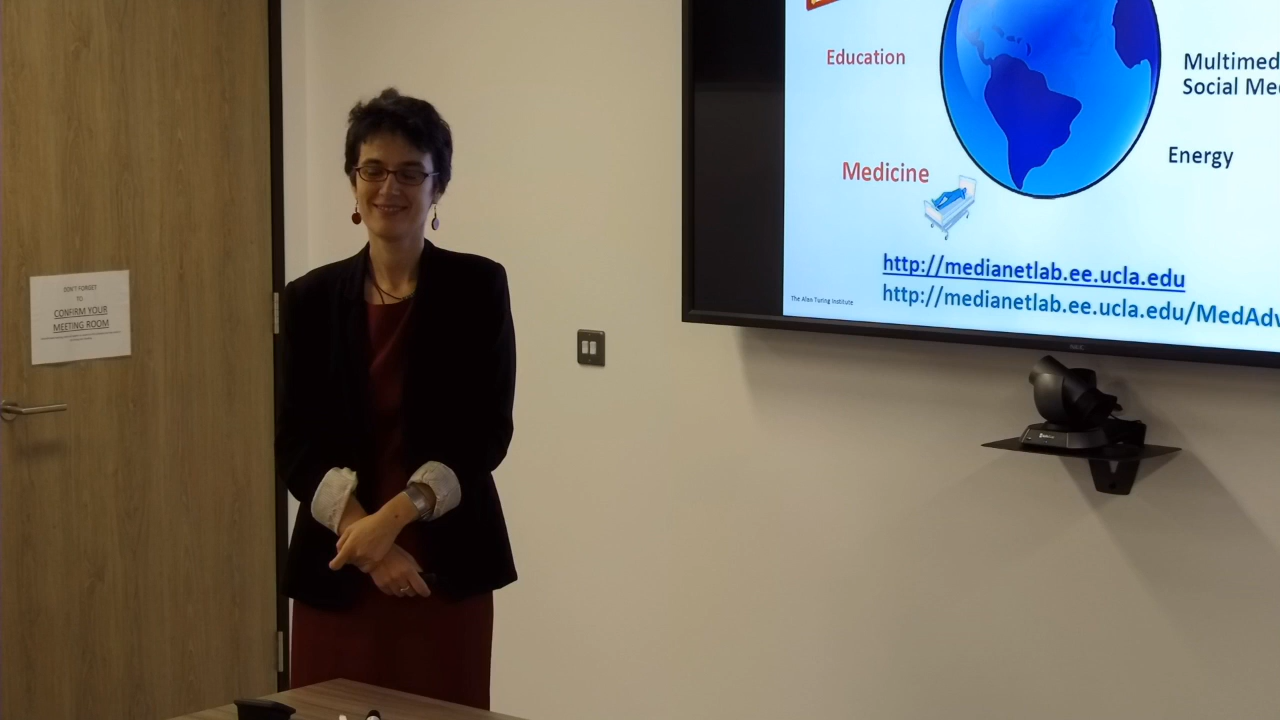 DON'T FORGET
TO
CONFIRM YOUR
MEETING ROOM
Education
Multimed
Social Me
Energy
Medicine
http://medianetlab.ee.ucla.edu
http://medianetlab.ee.ucla.edu/MedAdv
The Alan Turing Institute
NEC